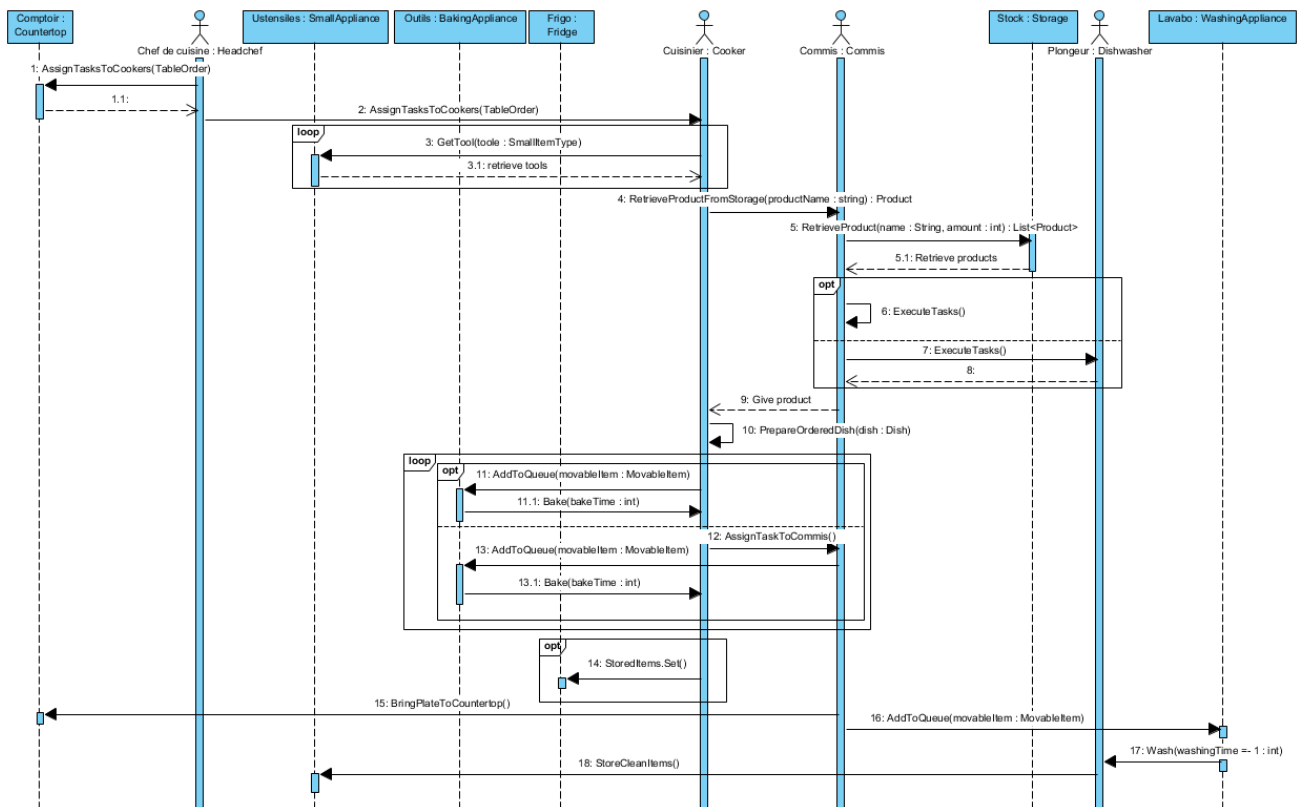 Comptoir :
Countertop
Chef de cuisine : Headchef
Ustensiles : SmallAppliance
Outils : BakingAppliance
Frigo :
Fridge
Cuisinier : Cooker
Commis : Commis
Stock : Storage
Plongeur : Dishwasher
Lavabo : WashingAppliance
1: AssignTasksToCookers(TableOrder)
1.1:
2: AssignTasksToCookers(TableOrder)
loop
3: GetTool(toole : SmallItemType)
3.1: retrieve tools
4: RetrieveProductFromStorage(productName : string) : Product
5: RetrieveProduct(name : String, amount : int) : List<Product>
5.1: Retrieve products
opt
6: ExecuteTasks()
7: ExecuteTasks()
8:
9: Give product
10: PrepareOrderedDish(dish : Dish)
loop
opt
11: AddToQueue(movableItem : MovableItem)
11.1: Bake(bakeTime : int)
12: AssignTaskToCommis()
13: AddToQueue(movableItem : MovableItem)
13.1: Bake(bakeTime : int)
opt
14: StoredItems.Set()
15: BringPlateToCountertop()
16: AddToQueue(movableItem : MovableItem)
17: Wash(washingTime =- 1 : int)
18: StoreCleanItems()